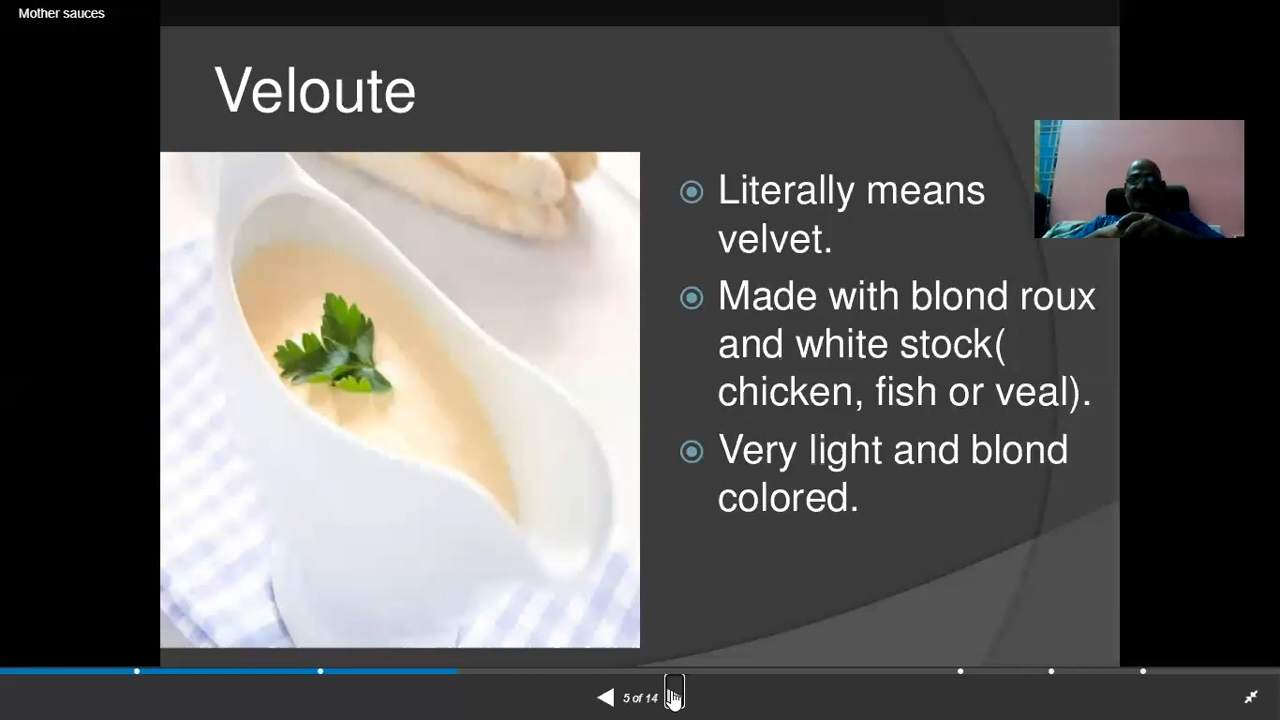 Mother sauces
Veloute
Literally means
velvet.
Made with blond roux
and white stock(
chicken, fish or veal).
Very light and blond
colored.
5 of 14